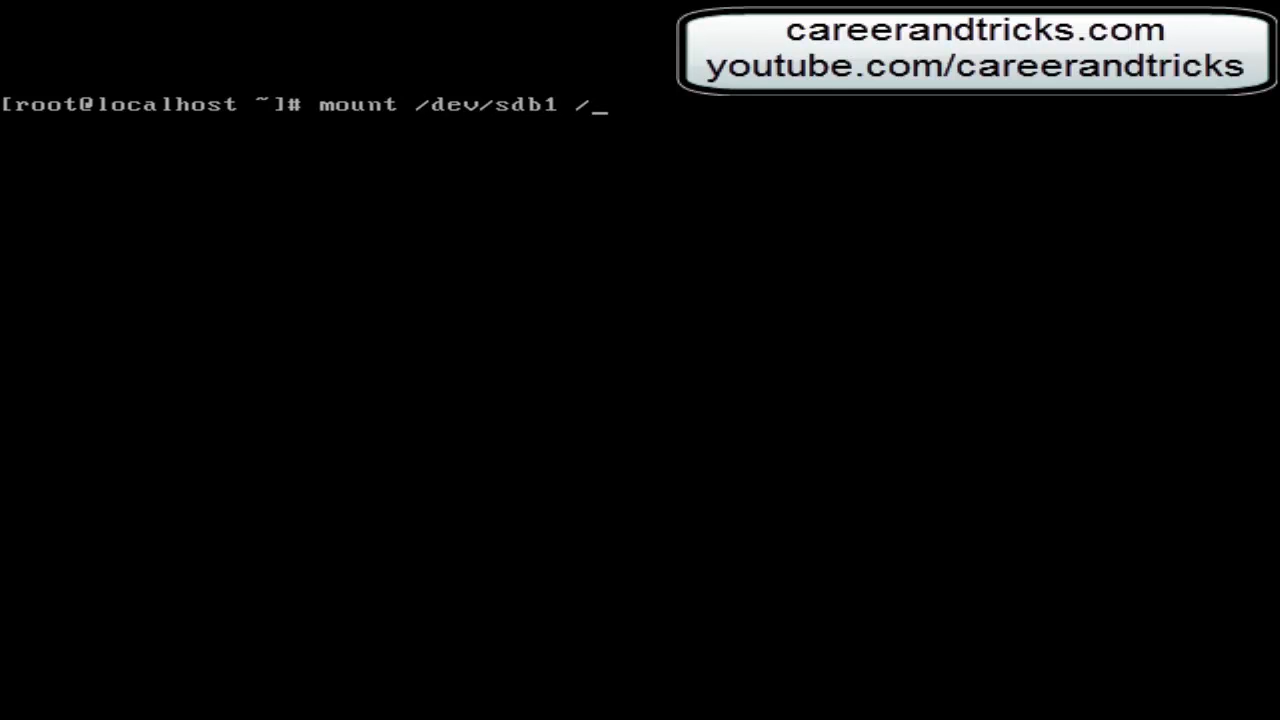 careerandtricks.com
youtube.com/careerandtricks
[root@localhost ~]# mount /dev/sdb1 /_